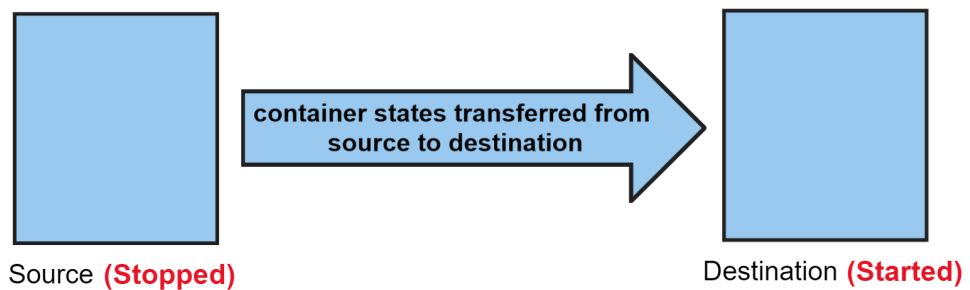 container states transferred from
source to destination
Source (Stopped)
Destination (Started)